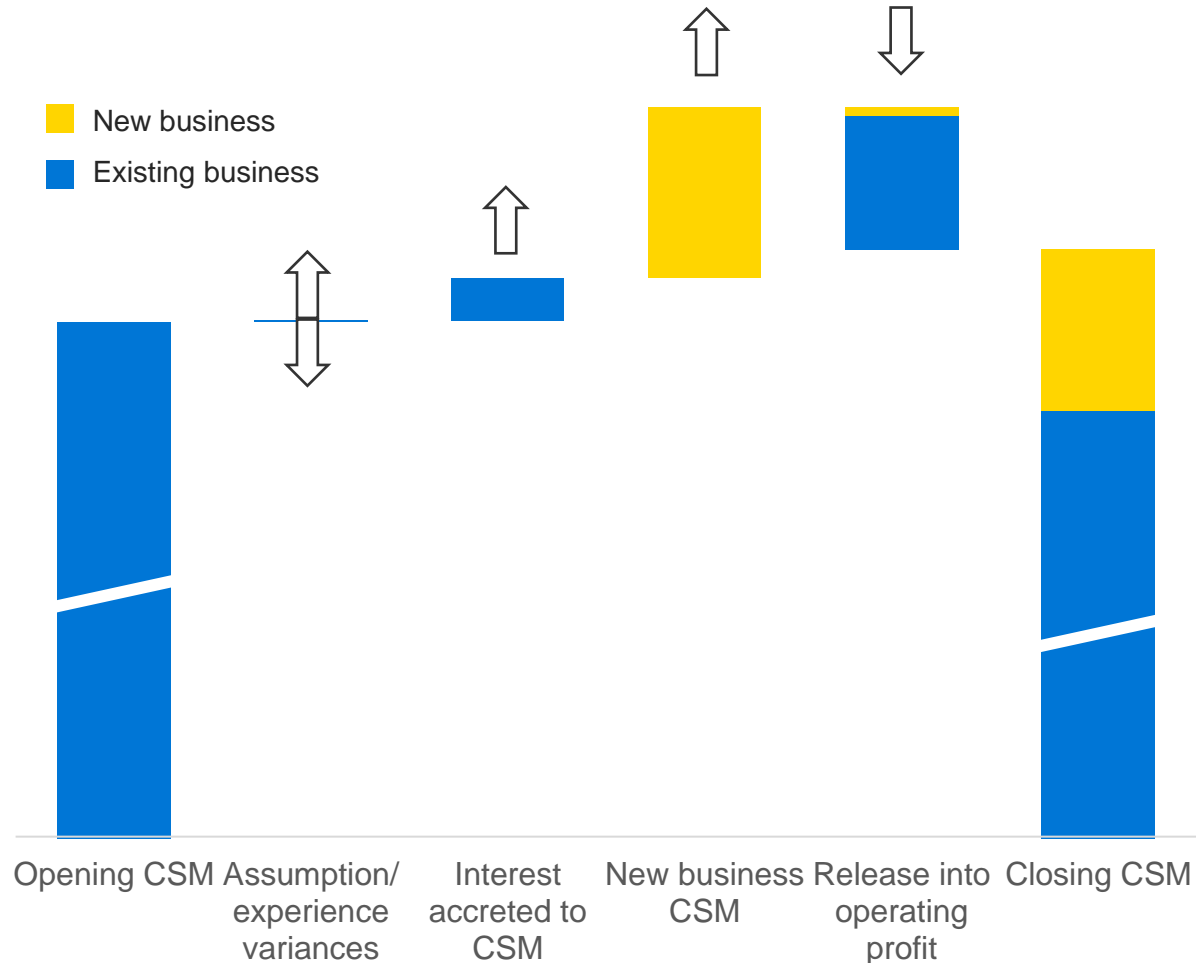 New business
Existing business
Opening CSM
Assumption/
experience
variances
Interest
accreted to
CSM
New business
CSM
Release into
operating
profit
Closing CSM